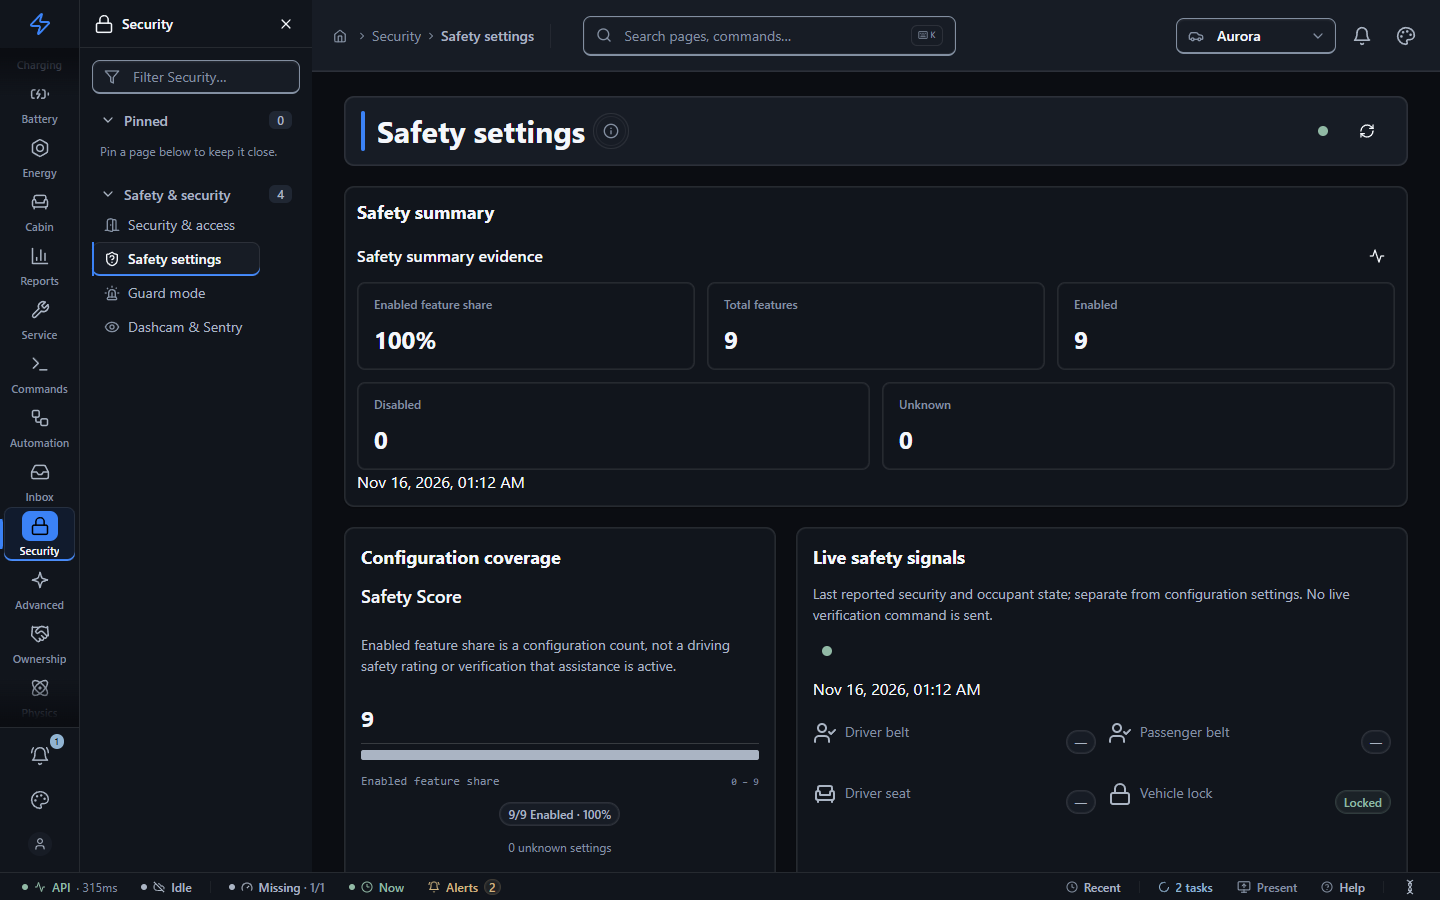 Charging
Battery
Energy
Cabin
Reports
Service
Commands
Automation
Inbox
Security
Advanced
Ownership
Physics
1
Security
Filter Security...
Pinned 0
Pin a page below to keep it close.
Safety & security 4
Security & access
Safety settings
Guard mode
Dashcam & Sentry
Security
Safety settings
Search pages, commands...
K
Aurora
Safety settings
Safety summary
Safety summary evidence
Enabled feature share
100%
Total features
9
Enabled
9
Disabled
0
Unknown
0
Nov 16, 2026, 01:12 AM
Configuration coverage
Safety Score
Enabled feature share is a configuration count, not a driving
safety rating or verification that assistance is active.
9
Enabled feature share 0 – 9
9/9 Enabled · 100%
0 unknown settings
Live safety signals
Last reported security and occupant state; separate from configuration settings. No live
verification command is sent.
Nov 16, 2026, 01:12 AM
Driver belt —
Passenger belt —
Driver seat —
Vehicle lock Locked
API · 315ms
Idle
Missing · 1/1
Now
Alerts 2
Recent
2 tasks
Present
Help